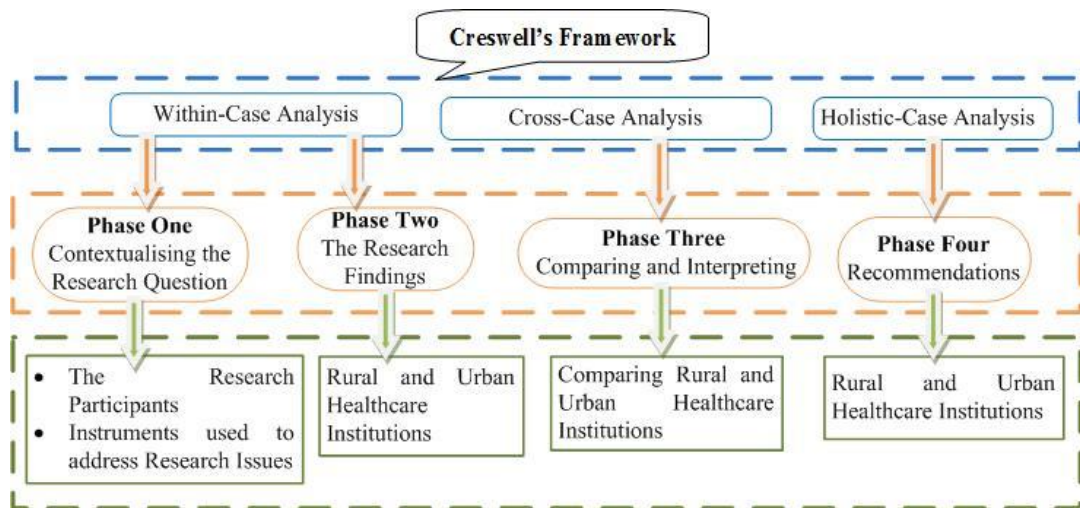 Creswell's Framework
Within-Case Analysis
Cross-Case Analysis
Holistic-Case Analysis
Phase One
Contextualising the
Research Question
Phase Two
The Research
Findings
Phase Three
Comparing and Interpreting
Phase Four
Recommendations
• The Research
Participants
• Instruments used to
address Research Issues
Rural and Urban
Healthcare
Institutions
Comparing Rural and
Urban Healthcare
Institutions
Rural and Urban
Healthcare Institutions